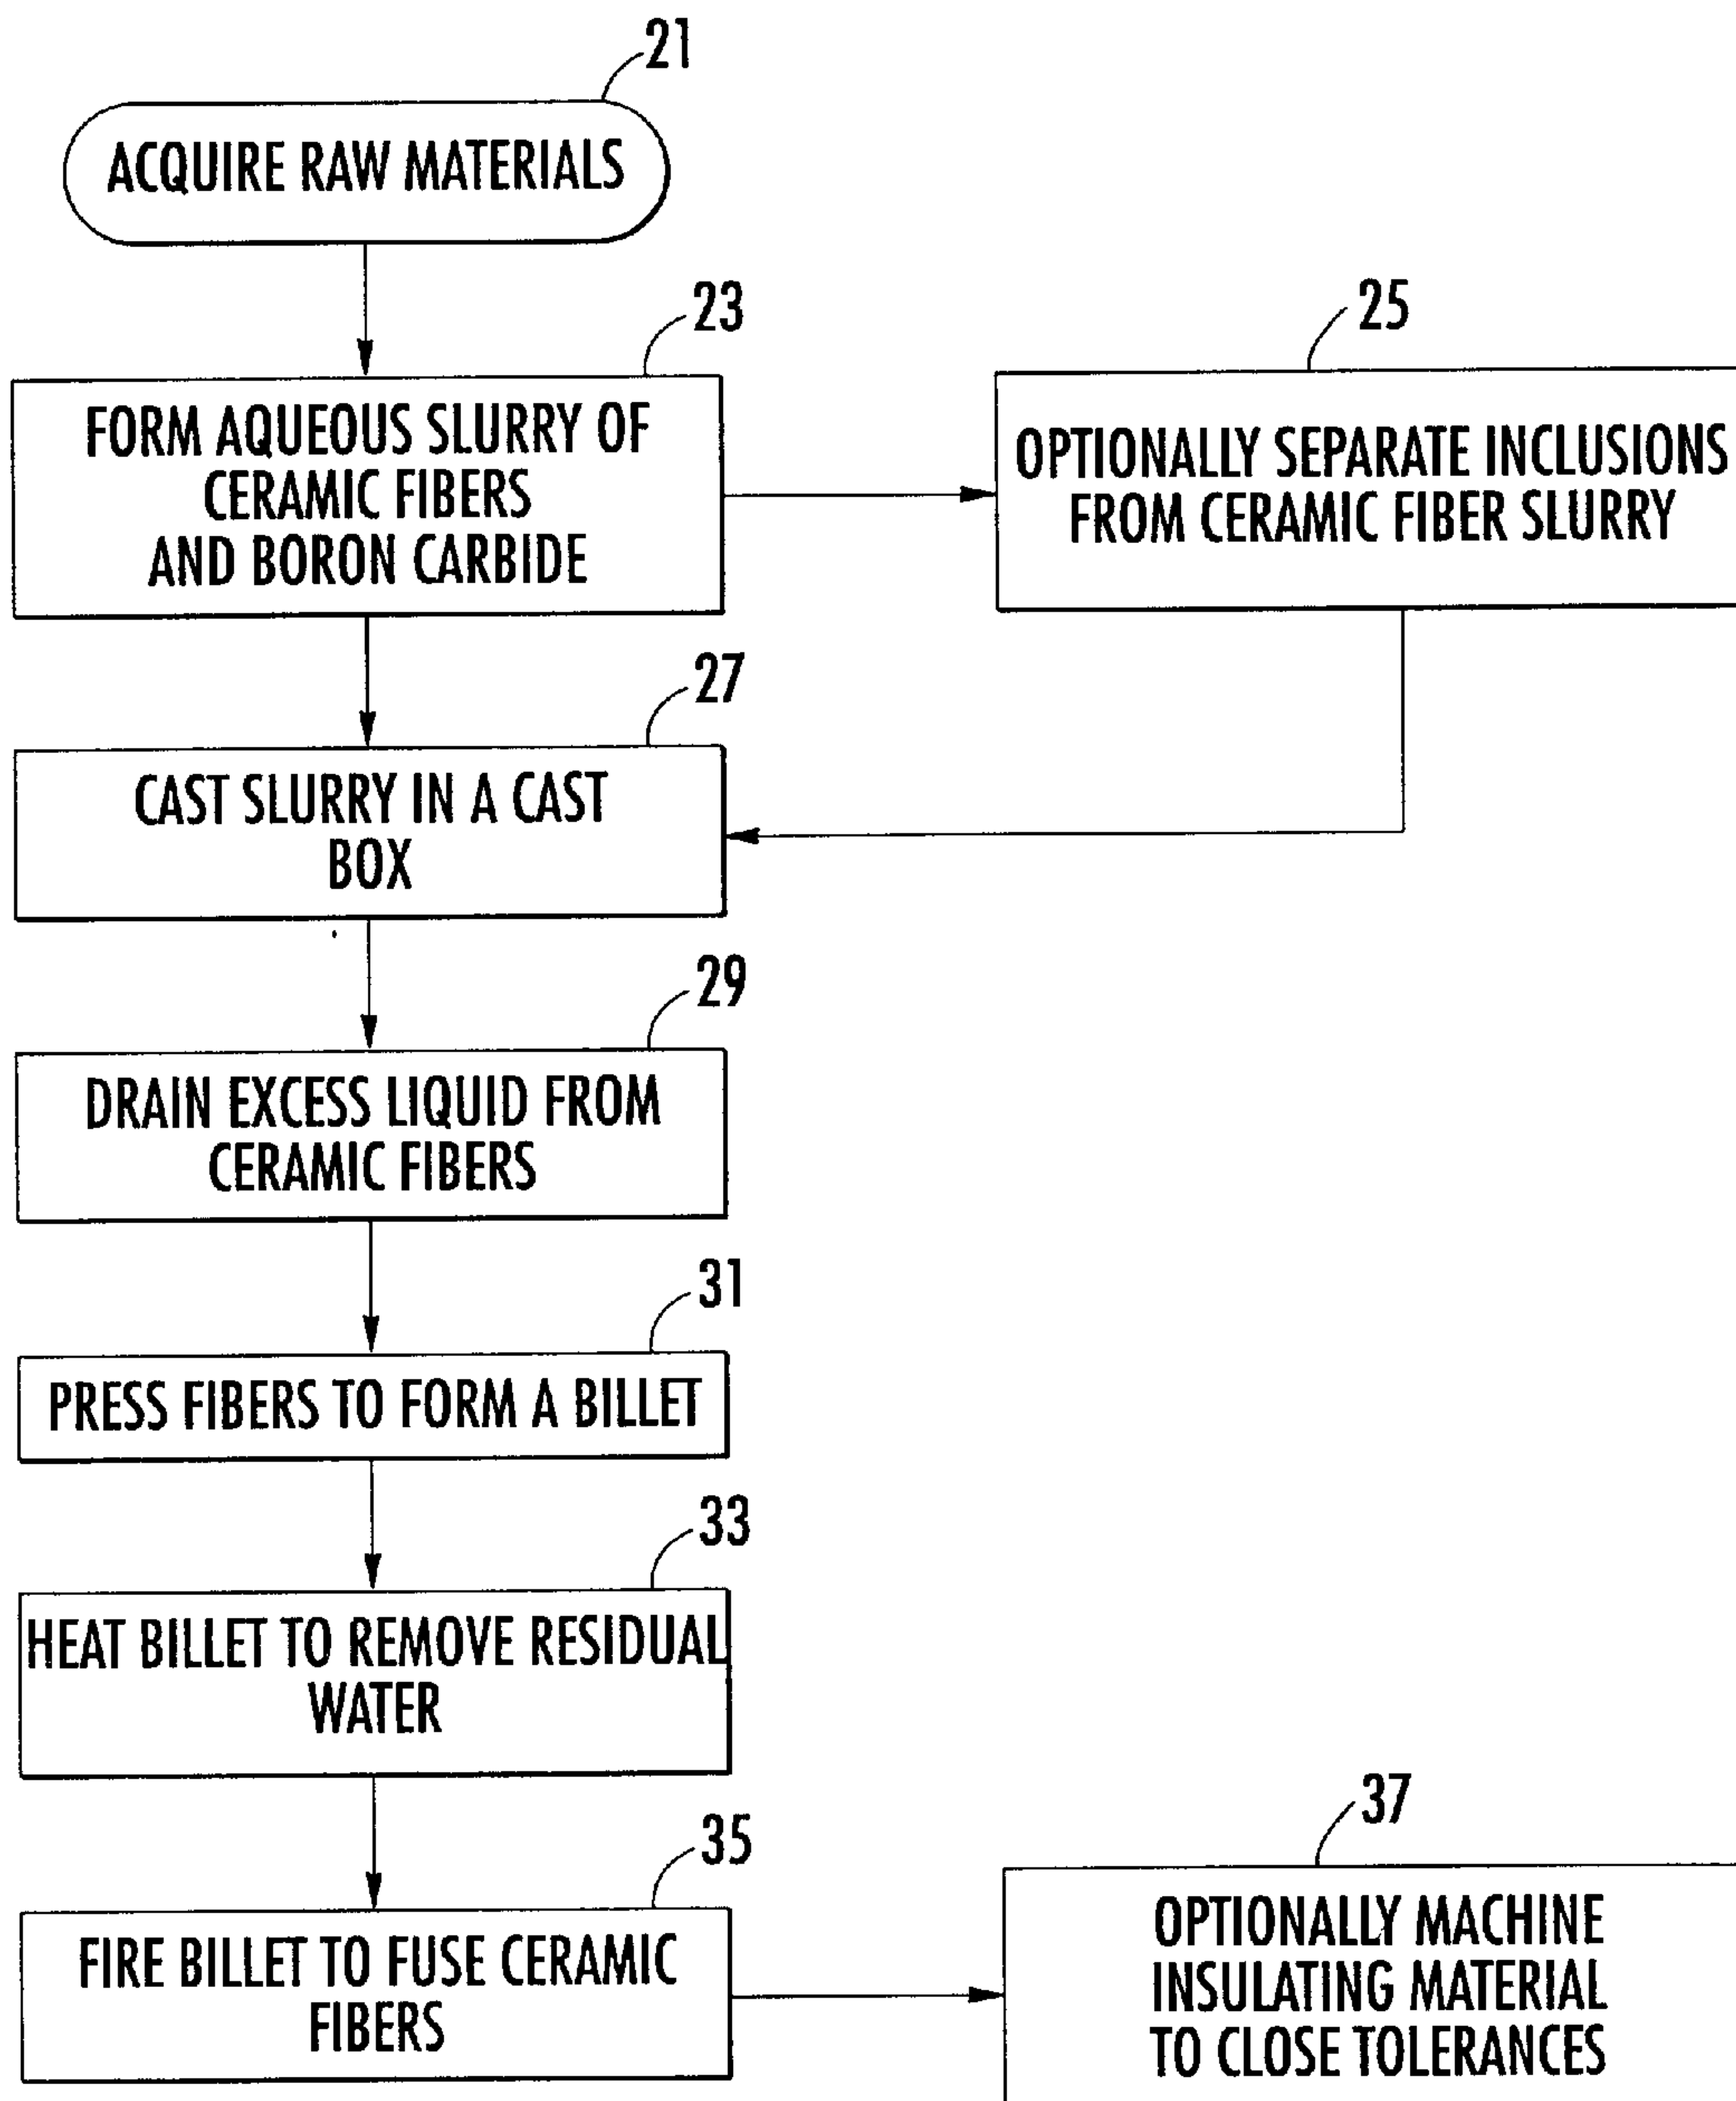 21
ACQUIRE RAW MATERIALS
23
FORM AQUEOUS SLURRY OF
CERAMIC FIBERS
AND BORON CARBIDE
25
OPTIONALLY SEPARATE INCLUSIONS
FROM CERAMIC FIBER SLURRY
27
CAST SLURRY IN A CAST
BOX
29
DRAIN EXCESS LIQUID FROM
CERAMIC FIBERS
31
PRESS FIBERS TO FORM A BILLET
33
HEAT BILLET TO REMOVE RESIDUAL
WATER
35
FIRE BILLET TO FUSE CERAMIC
FIBERS
37
OPTIONALLY MACHINE
INSULATING MATERIAL
TO CLOSE TOLERANCES